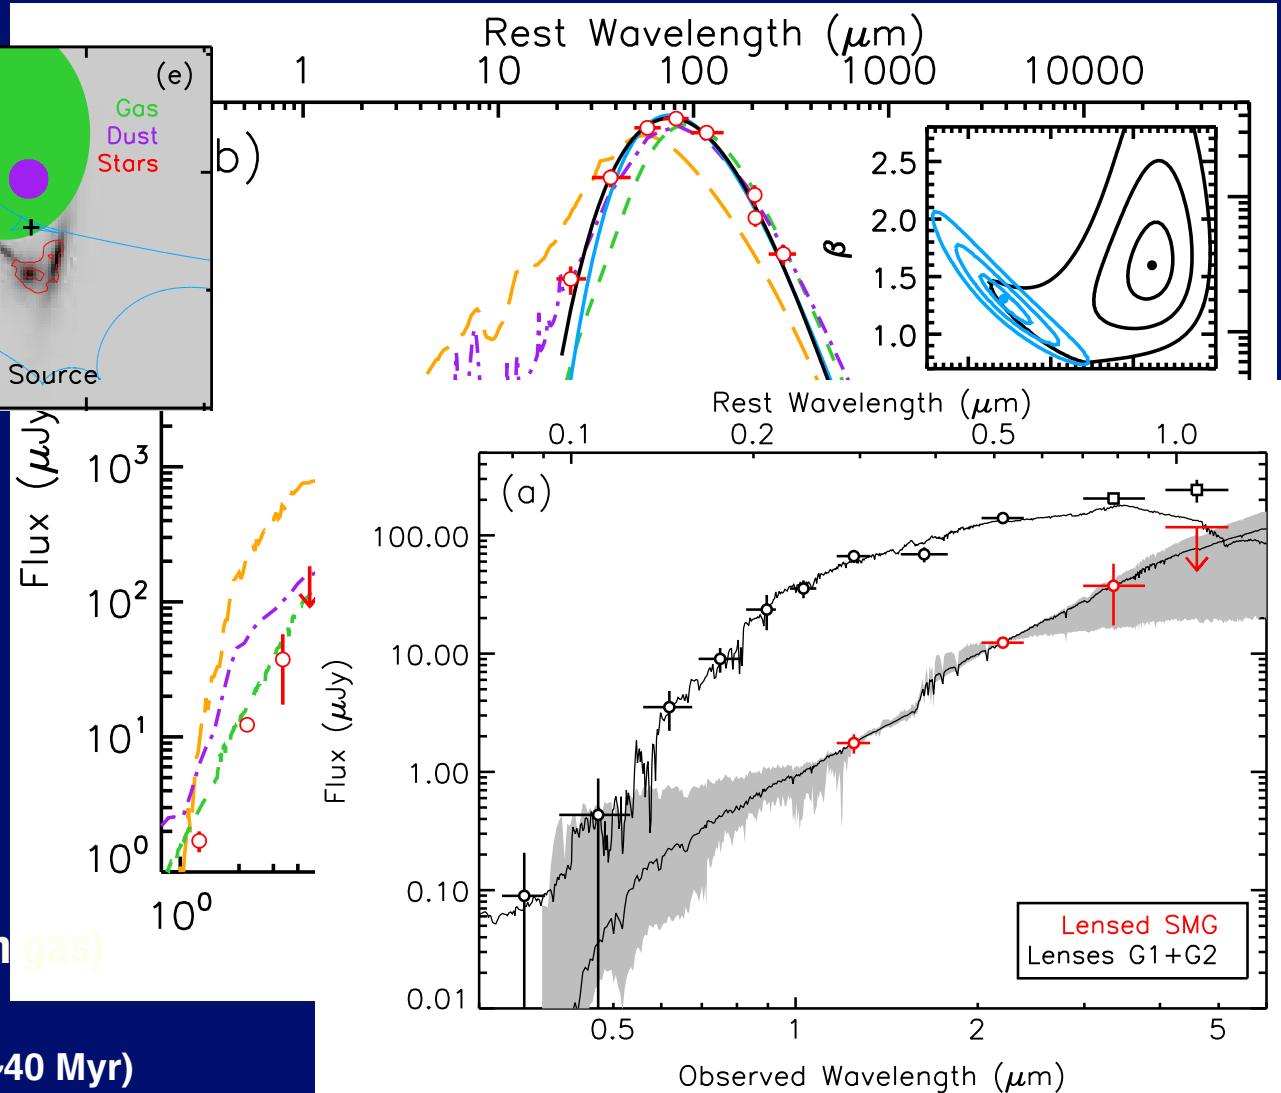 Rest Wavelength (μm)
1 10 100 1000 10000
(e)
Gas
Dust
Stars
b)
Source
β
2.5
2.0
1.5
1.0
Flux (μJy
10³
10²
10¹
10⁰
10⁰
Rest Wavelength (μm)
0.1 0.2 0.5 1.0
(a)
Flux (μJy)
100.00
10.00
1.00
0.10
0.01
Lensed SMG
Lenses G1+G2
0.5 1 2 5
Observed Wavelength (μm)
gas)
40 Myr)